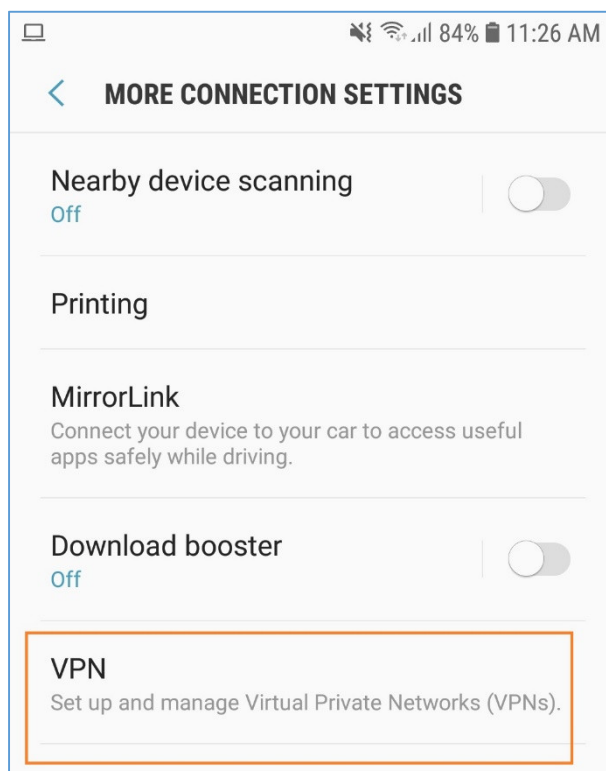 84% 11:26 AM
MORE CONNECTION SETTINGS
Nearby device scanning
Off
Printing
MirrorLink
Connect your device to your car to access useful
apps safely while driving.
Download booster
Off
VPN
Set up and manage Virtual Private Networks (VPNs).